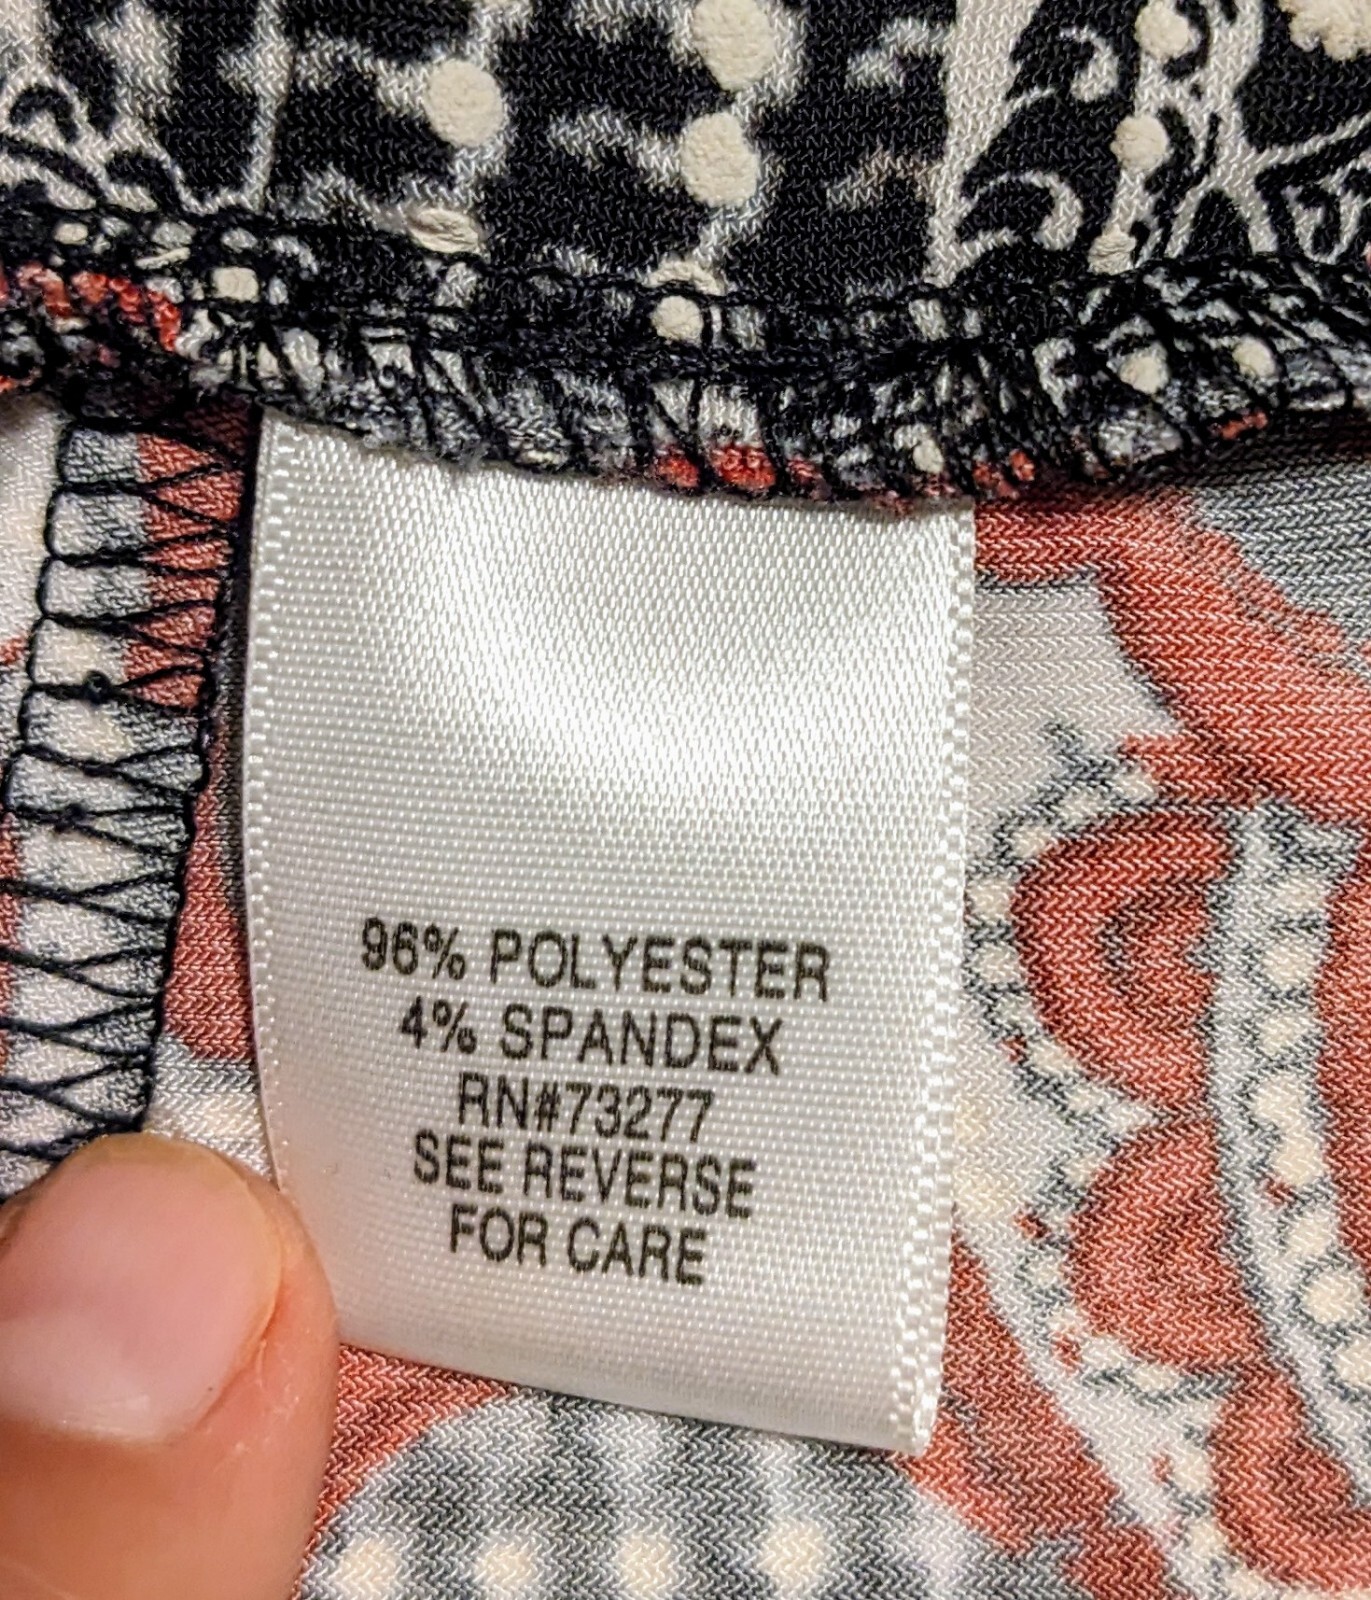 96% POLYESTER
4% SPANDEX
RN#73277
SEE REVERSE
FOR CARE